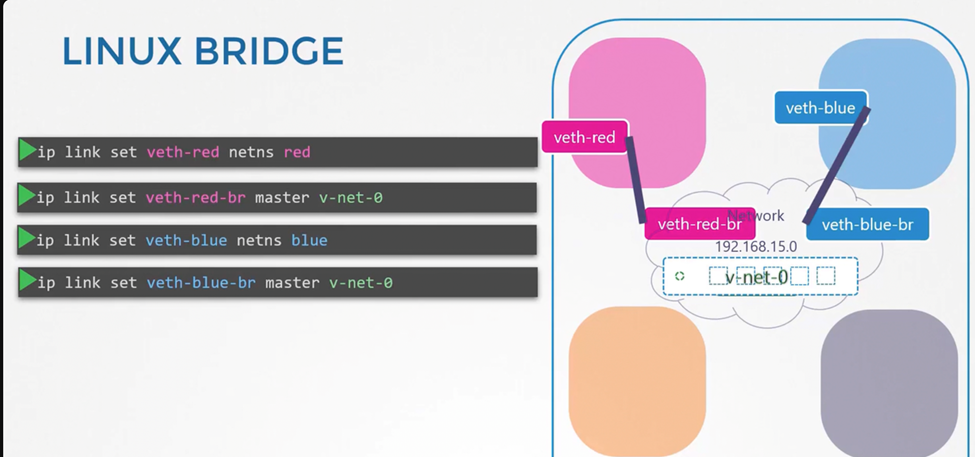 LINUX BRIDGE
ip link set veth-red netns red
ip link set veth-red-br master v-net-0
ip link set veth-blue netns blue
ip link set veth-blue-br master v-net-0
veth-blue
veth-red
Network
veth-red-br
veth-blue-br
192.168.15.0
v-net-0